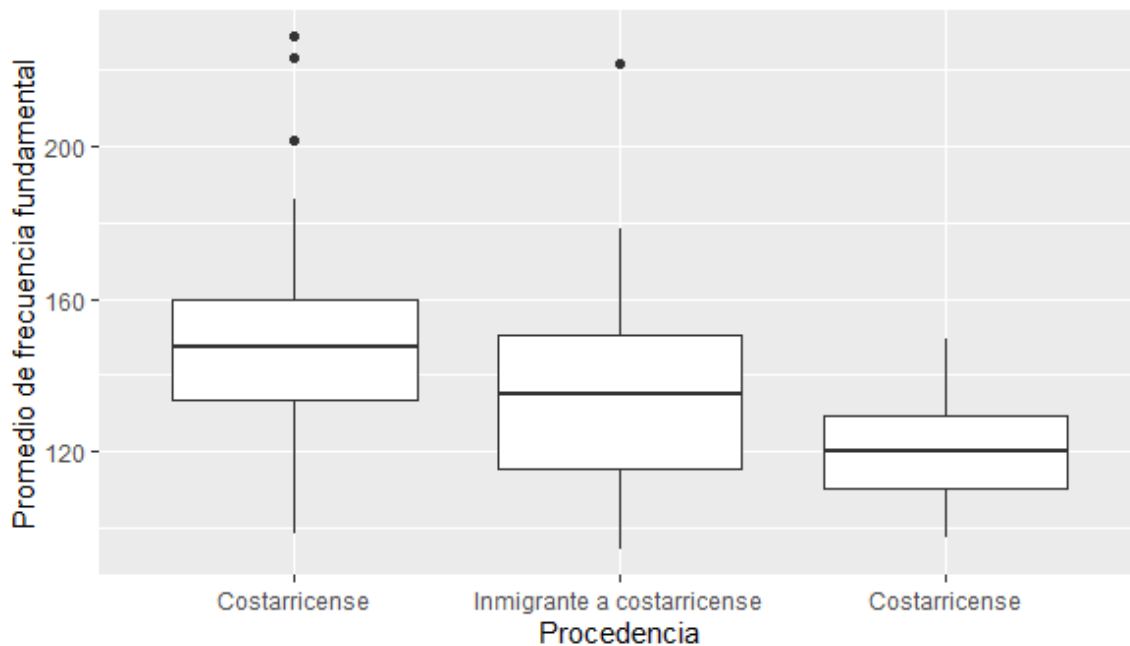 Promedio de frecuencia fundamental
200
160
120
Costarricense
Inmigrante a costarricense
Costarricense
Procedencia